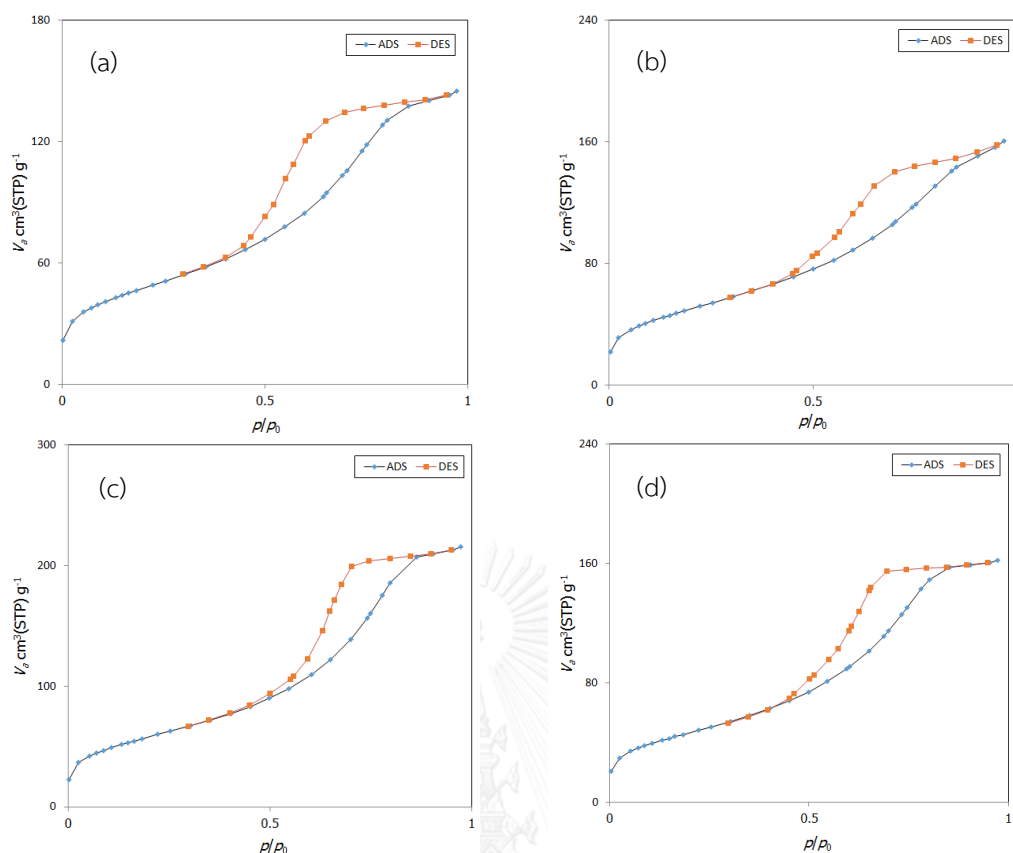 (a)
ADS DES
180
120
60
0
0 0.5 1
Va cm³(STP) g⁻¹
p/p₀
(b)
ADS DES
240
160
80
0
0 0.5
Va cm³(STP) g⁻¹
p/p₀
(c)
ADS DES
300
200
100
0
0 0.5 1
Va cm³(STP) g⁻¹
p/p₀
(d)
ADS DES
240
160
80
0
0 0.5 1
Va cm³(STP) g⁻¹
p/p₀